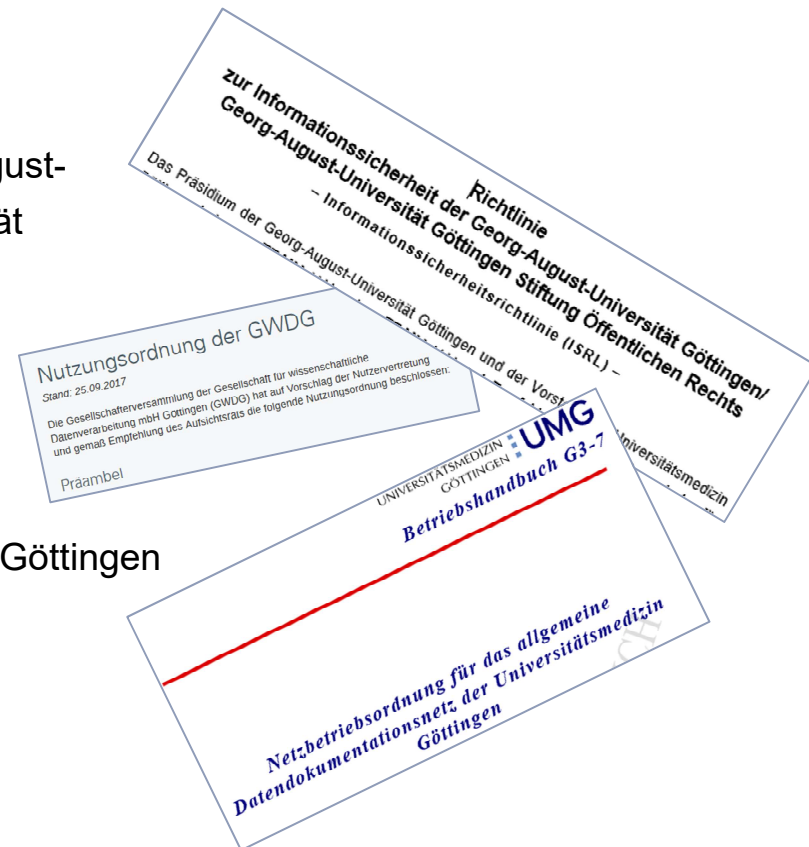 gust-
ät
Göttingen
Richtlinie
zur Informationssicherheit der Georg-August-Universität Göttingen/
Georg-August-Universität Göttingen Stiftung Öffentlichen Rechts
– Informationssicherheitsrichtlinie (ISRL) –
Das Präsidium der Georg-August-Universität Göttingen und der Vorst
Universitätsmedizin
Nutzungsordnung der GWDG
Stand: 25.09.2017
Die Gesellschafterversammlung der Gesellschaft für wissenschaftliche
Datenverarbeitung mbH Göttingen (GWDG) hat auf Vorschlag der Nutzervertretung
und gemäß Empfehlung des Aufsichtsrats die folgende Nutzungsordnung beschlossen:
Präambel
UNIVERSITÄTSMEDIZIN
GÖTTINGEN
UMG
Betriebshandbuch G3-7
Netzbetriebsordnung für das allgemeine
Datendokumentationsnetz der Universitätsmedizin
Göttingen